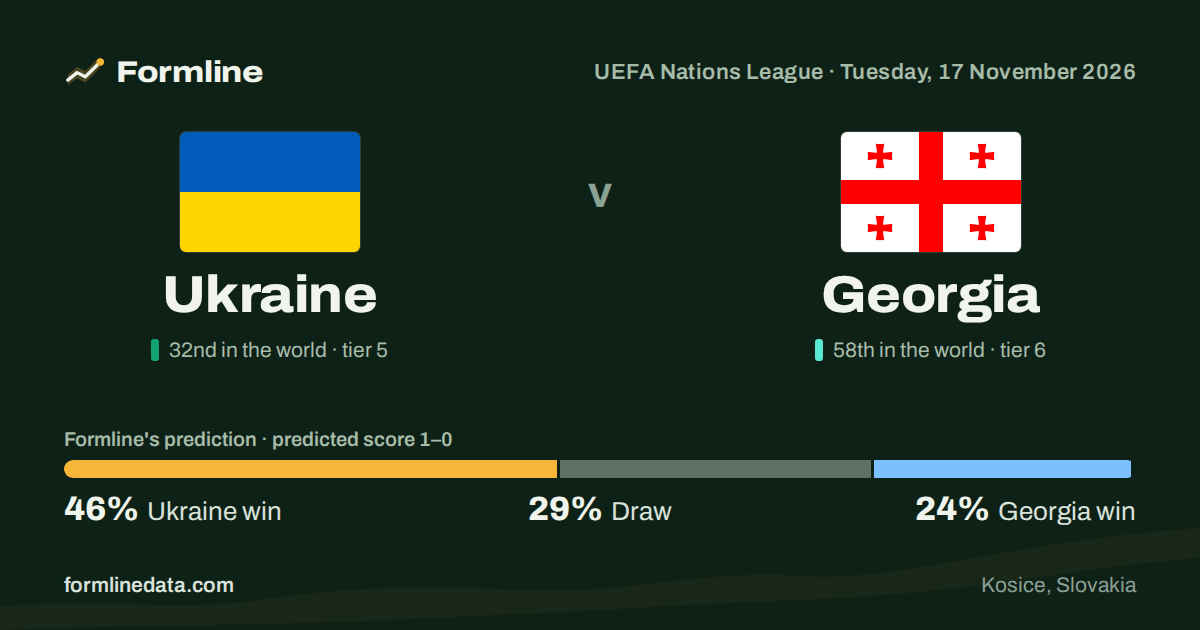 Formline
UEFA Nations League · Tuesday, 17 November 2026
v
Ukraine
Georgia
32nd in the world · tier 5
58th in the world · tier 6
Formline's prediction · predicted score 1–0
46% Ukraine win
29% Draw
24% Georgia win
formlinedata.com
Kosice, Slovakia